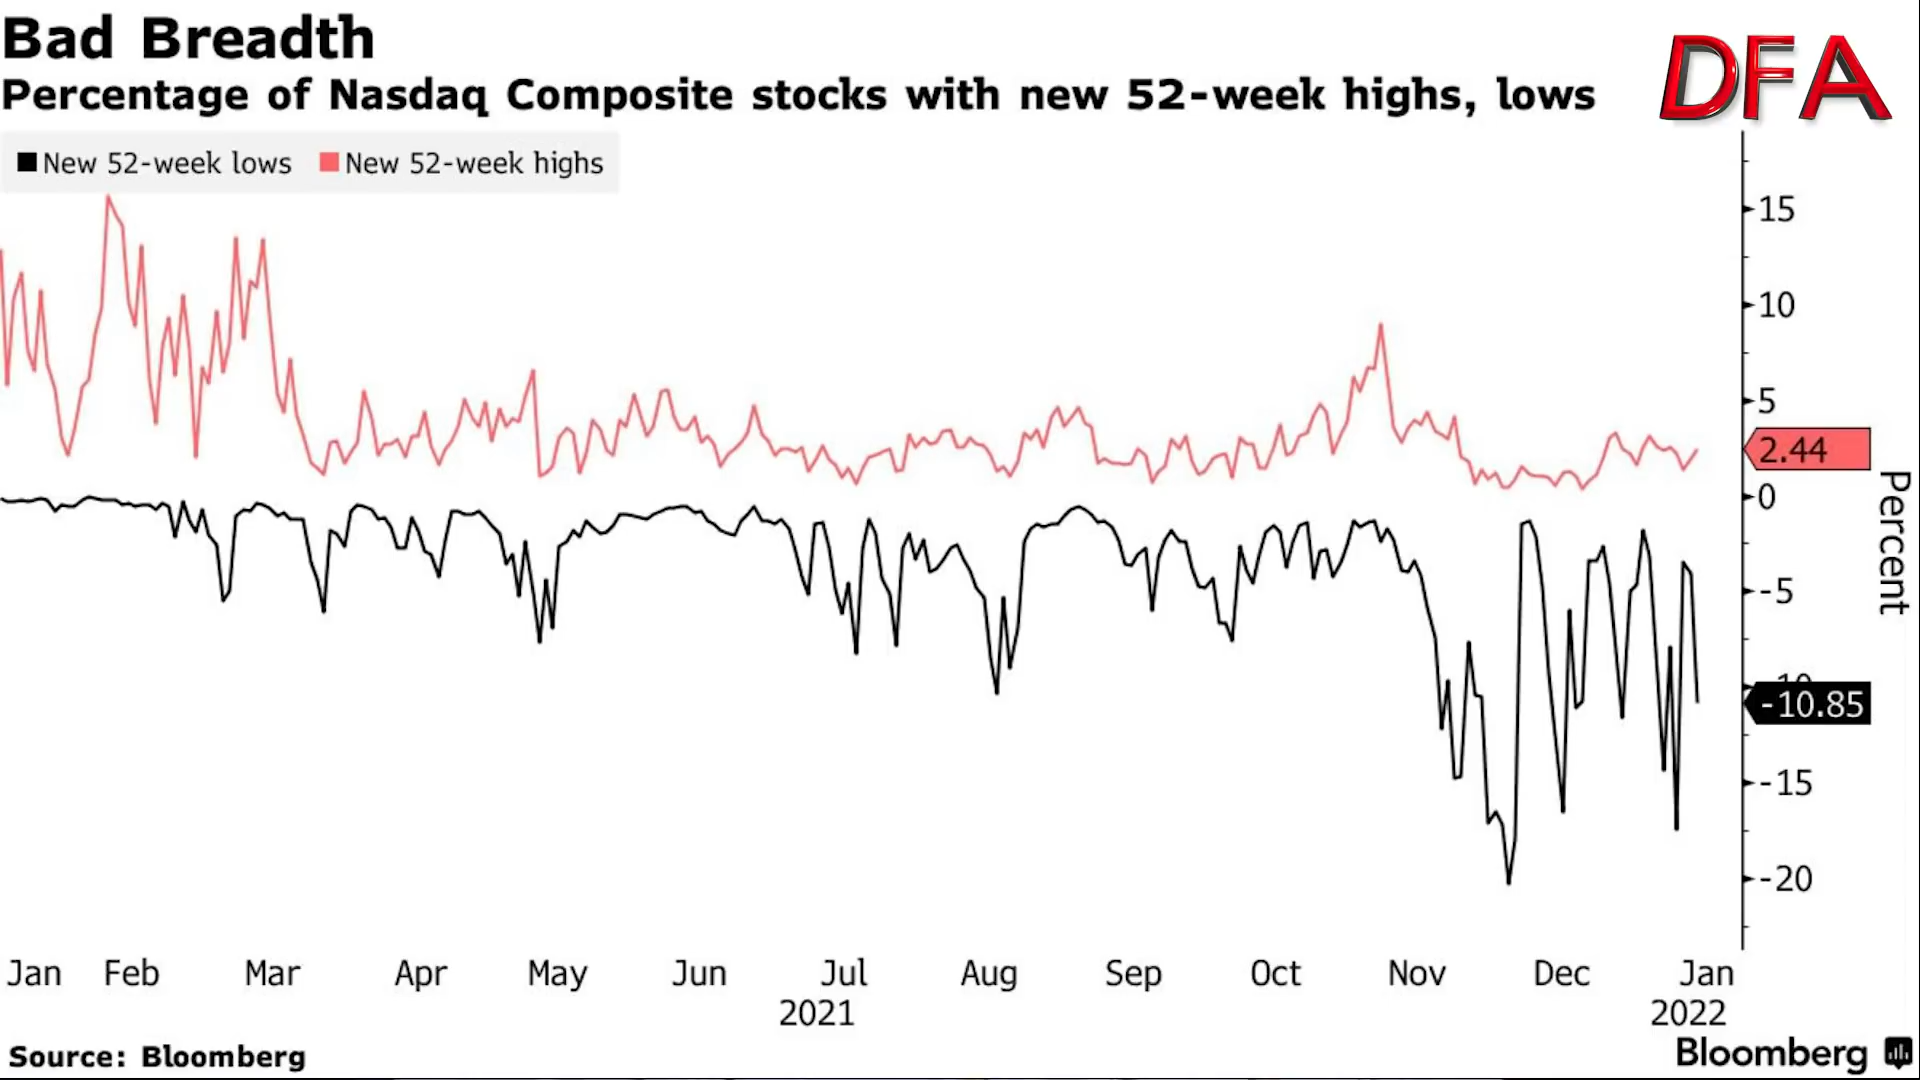 Bad Breadth
DFA
Percentage of Nasdaq Composite stocks with new 52-week highs, lows
New 52-week lows New 52-week highs
15
10
5
2.44
0
Percent
-5
-10.85
-15
-20
Jan Feb Mar Apr May Jun Jul Aug Sep Oct Nov Dec Jan
2021 2022
Source: Bloomberg
Bloomberg